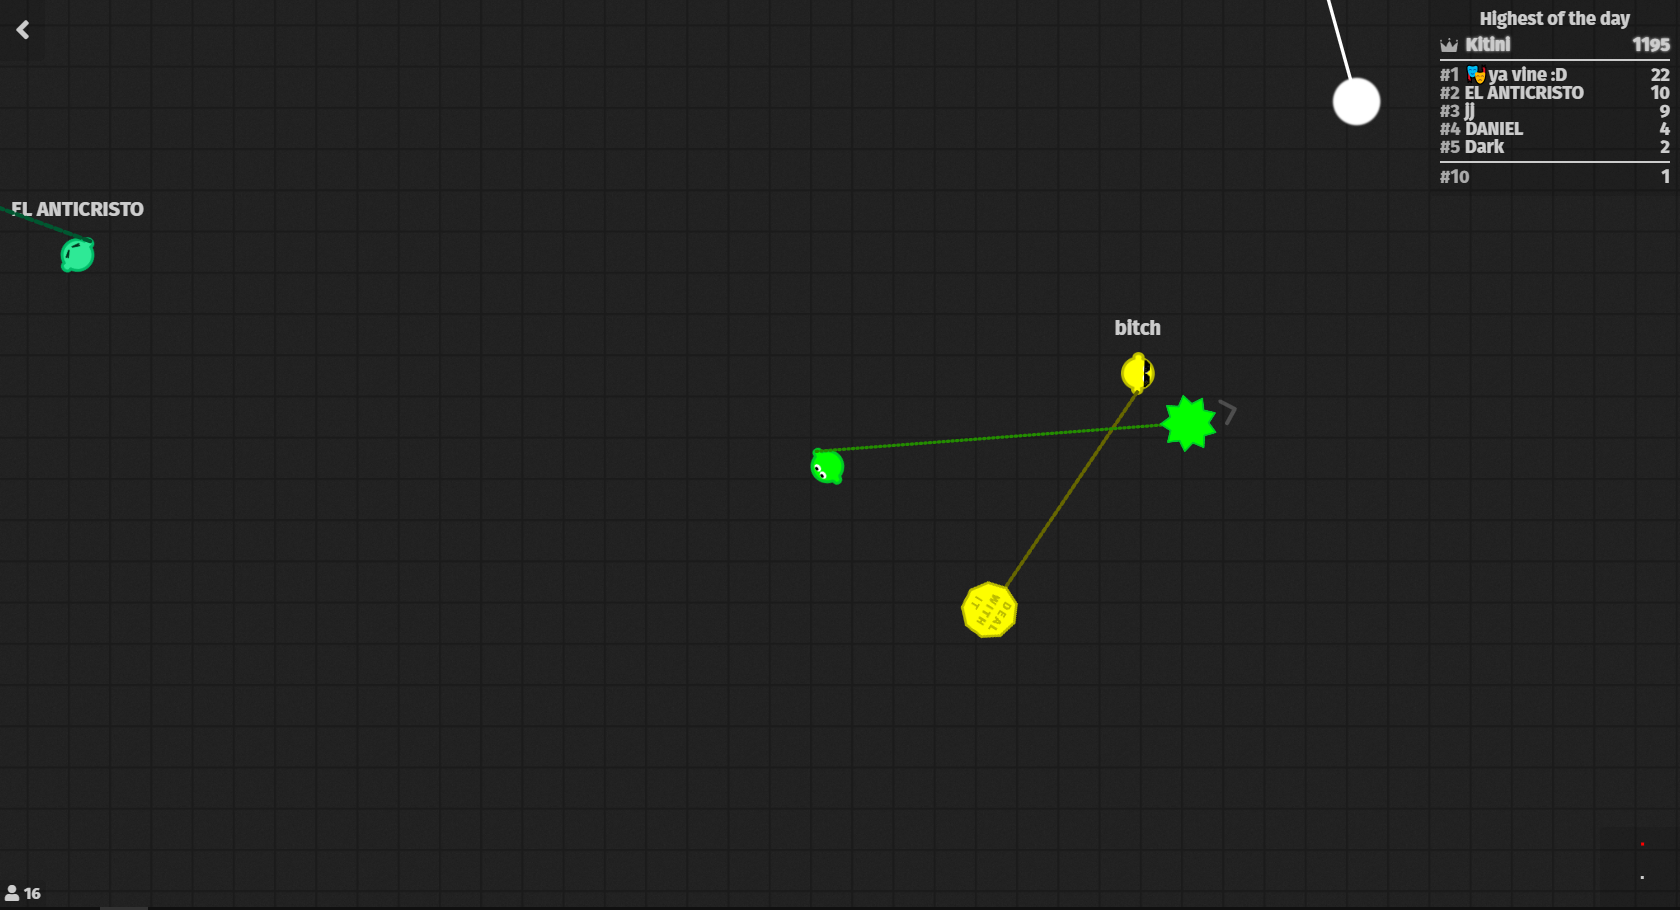 Highest of the day
Kitini 1195
#1 🎭ya vine :D 22
#2 EL ANTICRISTO 10
#3 jj 9
#4 DANIEL 4
#5 Dark 2
#10 1
EL ANTICRISTO
bitch
DEAL
WITH
IT
16